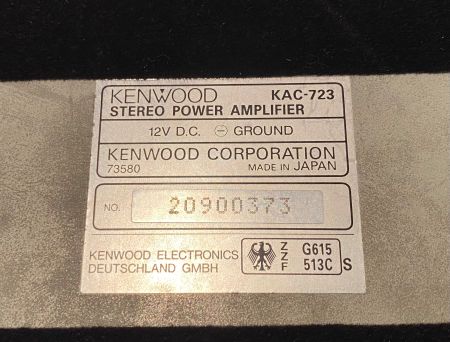 KENWOOD KAC-723
STEREO POWER AMPLIFIER
12V D.C. ⊖ GROUND
KENWOOD CORPORATION
73580 MADE IN JAPAN
NO. 20900373
KENWOOD ELECTRONICS
DEUTSCHLAND GMBH
ZZF
G615
513C S